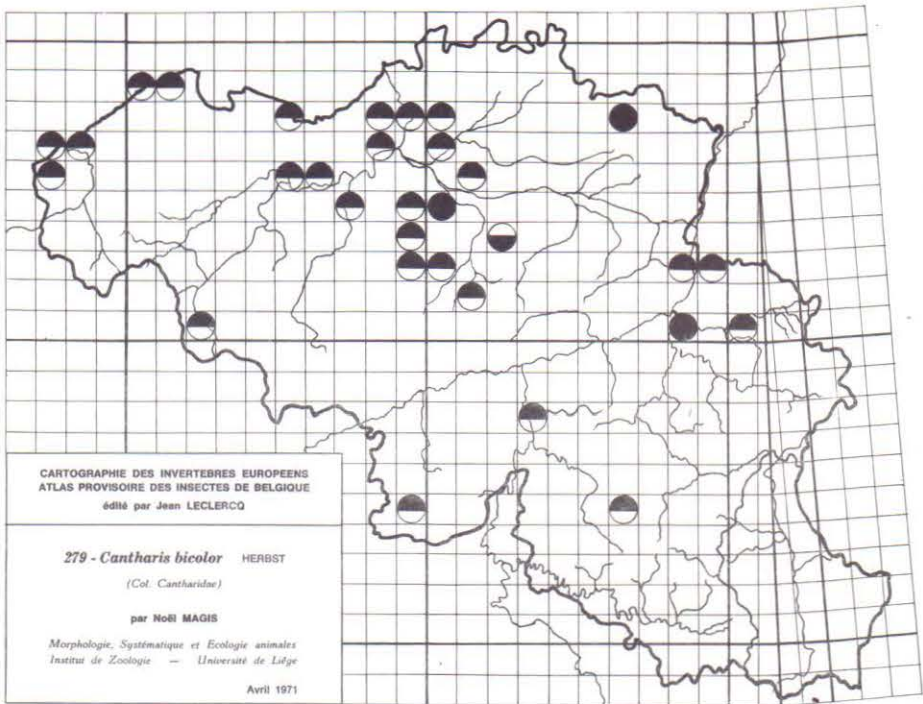 CARTOGRAPHIE DES INVERTEBRES EUROPEENS
ATLAS PROVISOIRE DES INSECTES DE BELGIQUE
édité par Jean LECLERCQ
279 - Cantharis bicolor HERBST
(Col. Cantharidae)
par Noël MAGIS
Morphologie, Systématique et Ecologie animales
Institut de Zoologie — Université de Liège
Avril 1971